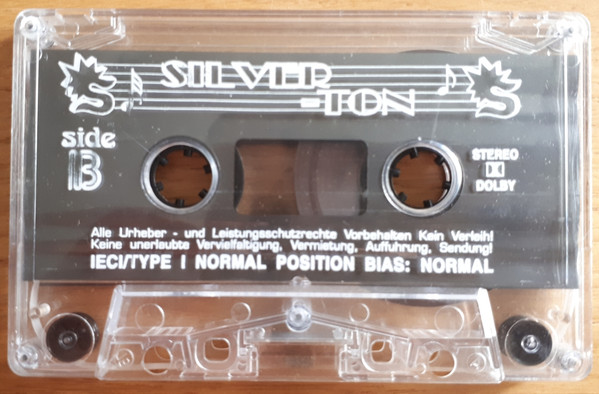 S SILVER S
-TON
side
B
STEREO
DOLBY
Alle Urheber - und Leistungsschutzrechte Vorbehalten Kein Verleih!
Keine unerlaubte Vervielfältigung, Vermietung, Aufführung, Sendung!
IECI/TYPE I NORMAL POSITION BIAS: NORMAL